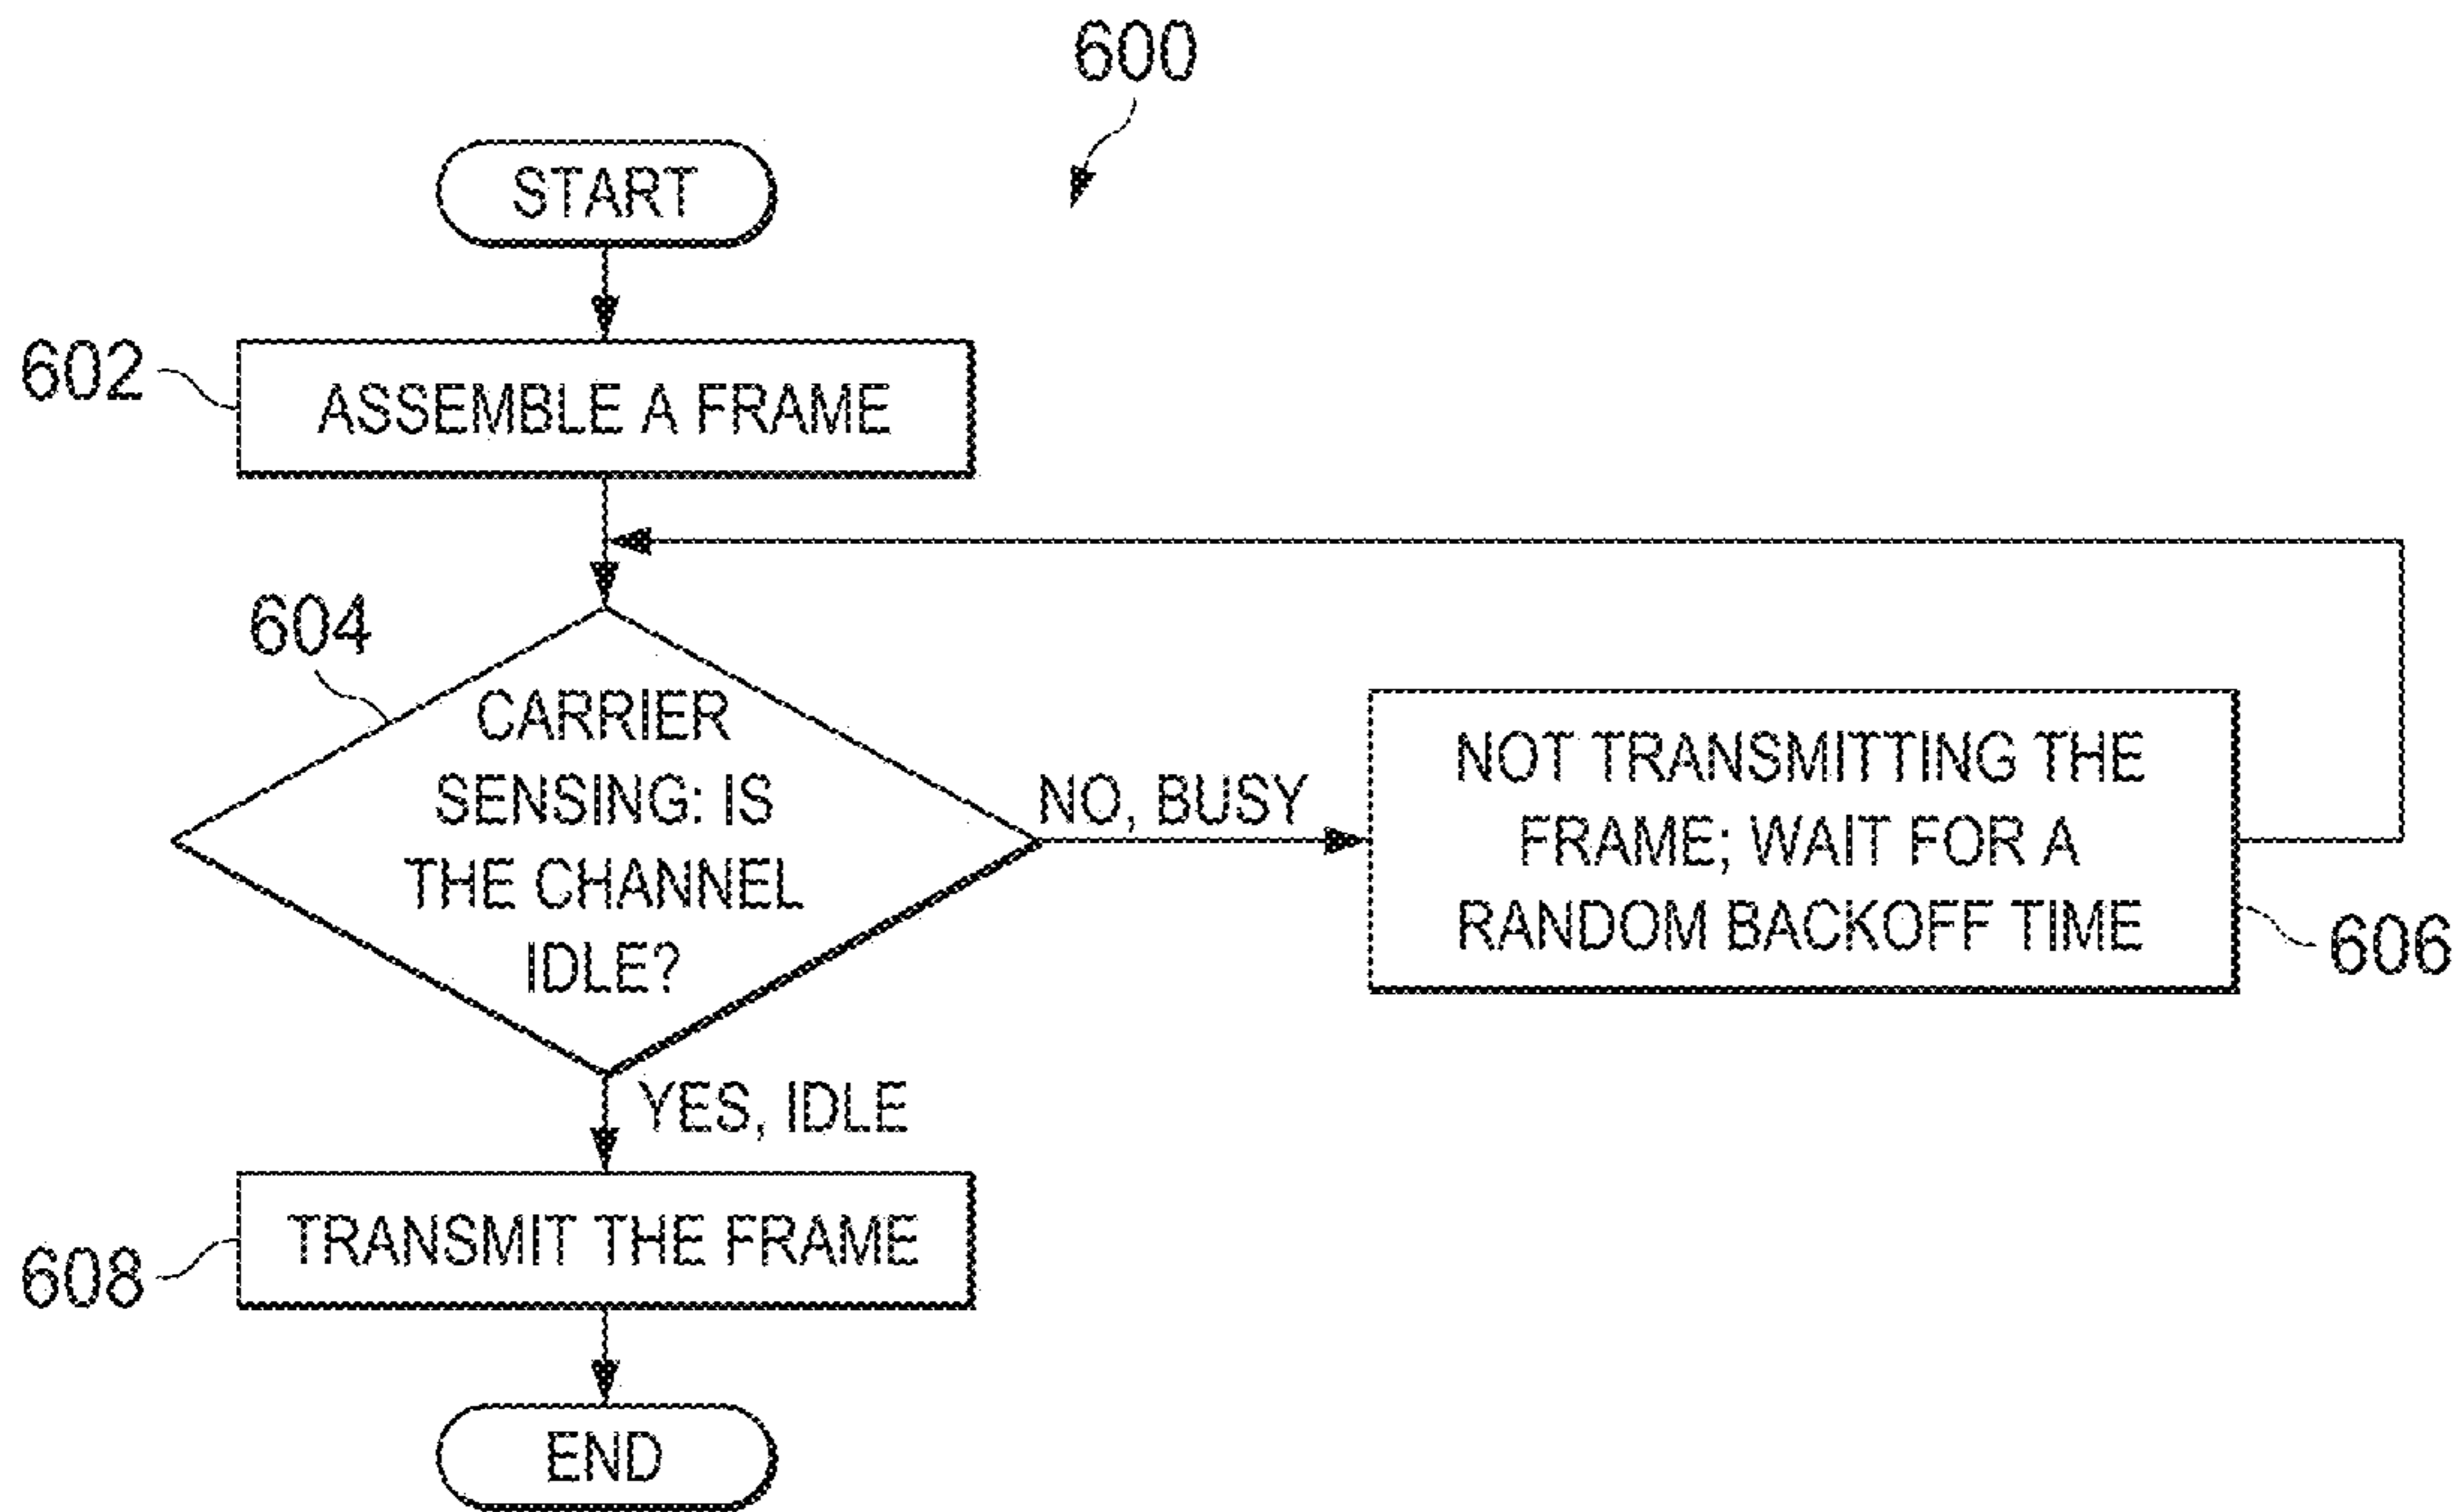 600
START
602
ASSEMBLE A FRAME
604
CARRIER
SENSING: IS
THE CHANNEL
IDLE?
NO, BUSY
NOT TRANSMITTING THE
FRAME; WAIT FOR A
RANDOM BACKOFF TIME
606
YES, IDLE
TRANSMIT THE FRAME
608
END